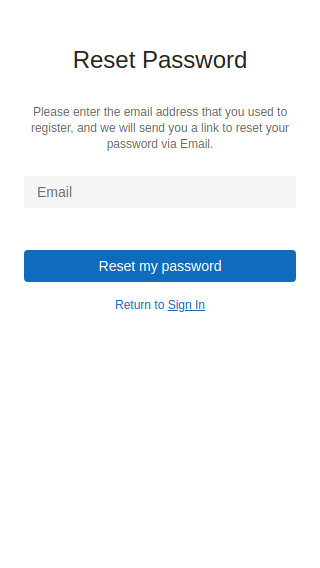 Reset Password
Please enter the email address that you used to
register, and we will send you a link to reset your
password via Email.
Email
Reset my password
Return to Sign In